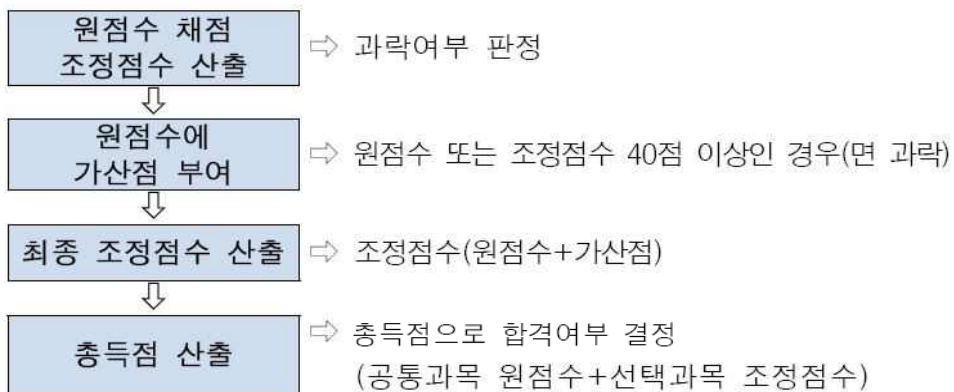 원점수 채점
조정점수 산출
⇨ 과락여부 판정
원점수에
가산점 부여
⇨ 원점수 또는 조정점수 40점 이상인 경우(면 과락)
최종 조정점수 산출
⇨ 조정점수(원점수+가산점)
총득점 산출
⇨ 총득점으로 합격여부 결정
(공통과목 원점수+선택과목 조정점수)